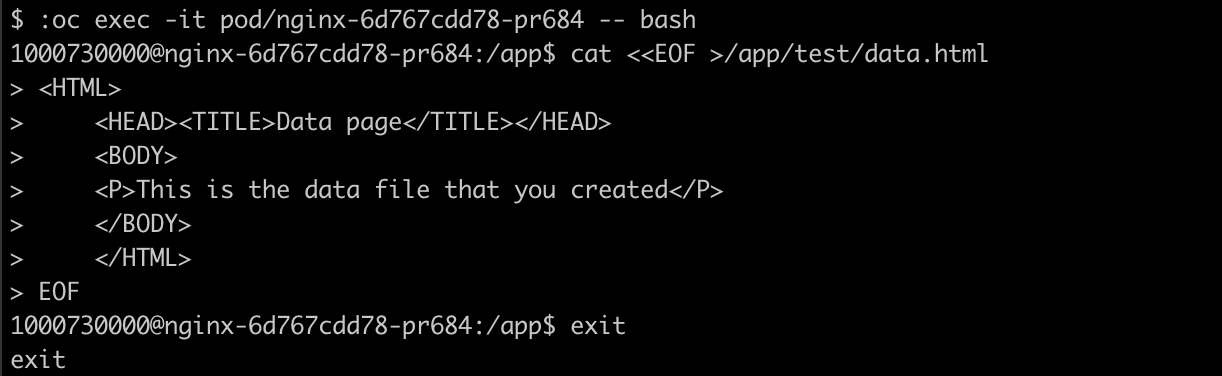 $ :oc exec -it pod/nginx-6d767cdd78-pr684 -- bash
1000730000@nginx-6d767cdd78-pr684:/app$ cat <<EOF >/app/test/data.html
> <HTML>
>     <HEAD><TITLE>Data page</TITLE></HEAD>
>     <BODY>
>     <P>This is the data file that you created</P>
>     </BODY>
>     </HTML>
> EOF
1000730000@nginx-6d767cdd78-pr684:/app$ exit
exit